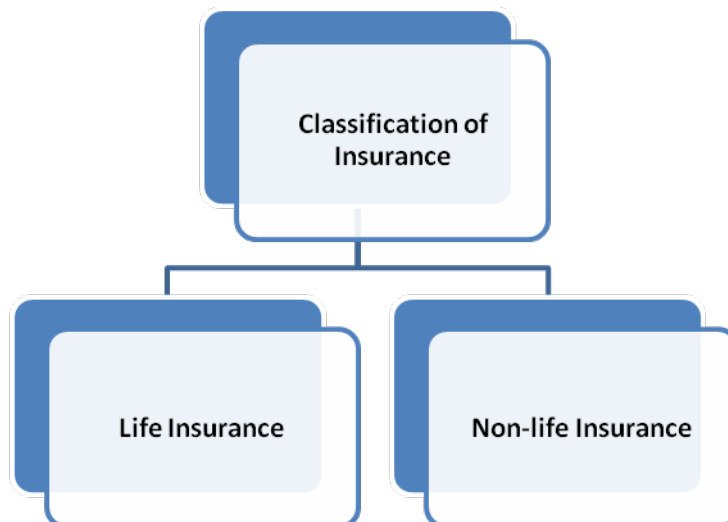 Classification of
Insurance
Life Insurance
Non-life Insurance